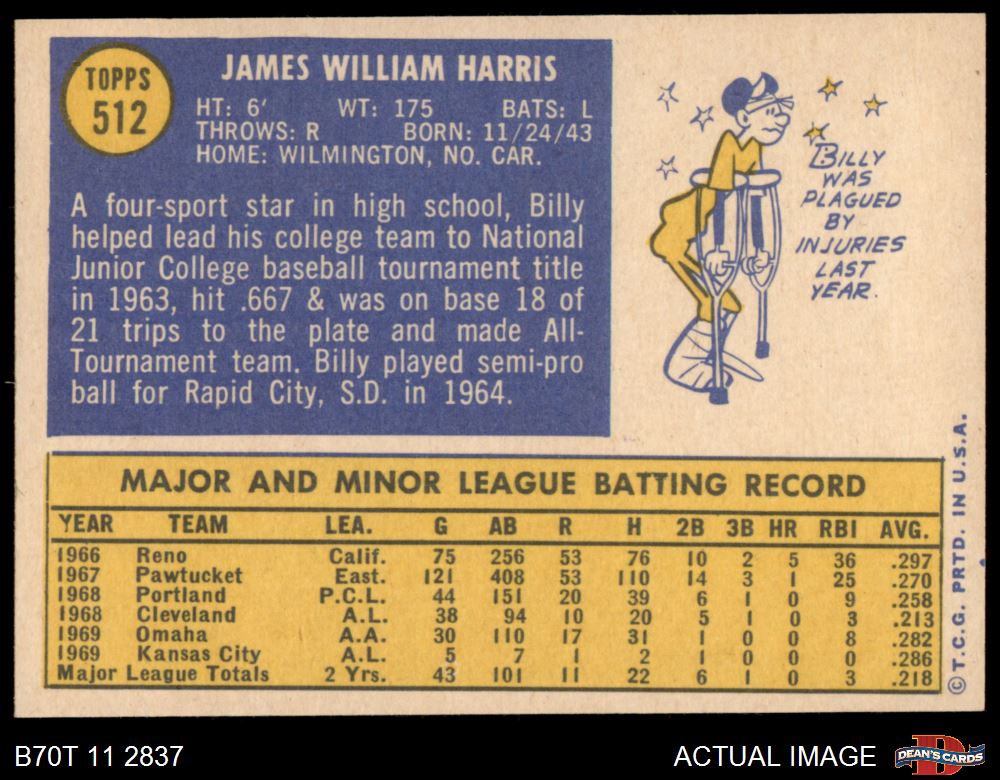 TOPPS
512
JAMES WILLIAM HARRIS
HT: 6' WT: 175 BATS: L
THROWS: R BORN: 11/24/43
HOME: WILMINGTON, NO. CAR.
A four-sport star in high school, Billy
helped lead his college team to National
Junior College baseball tournament title
in 1963, hit .667 & was on base 18 of
21 trips to the plate and made All-
Tournament team. Billy played semi-pro
ball for Rapid City, S.D. in 1964.
BILLY
WAS
PLAGUED
BY
INJURIES
LAST
YEAR.
MAJOR AND MINOR LEAGUE BATTING RECORD
YEAR TEAM LEA. G AB R H 2B 3B HR RBI AVG.
1966 Reno Calif. 75 256 53 76 10 2 5 36 .297
1967 Pawtucket East. 121 408 53 110 14 3 1 25 .270
1968 Portland P.C.L. 44 151 20 39 6 1 0 9 .258
1968 Cleveland A.L. 38 94 10 20 5 1 0 3 .213
1969 Omaha A.A. 30 110 17 31 1 0 0 8 .282
1969 Kansas City A.L. 5 7 1 2 1 0 0 0 .286
Major League Totals 2 Yrs. 43 101 11 22 6 1 0 3 .218
© T.C.G. PRTD. IN U.S.A.
B70T 11 2837
ACTUAL IMAGE
D
DEAN'S CARDS